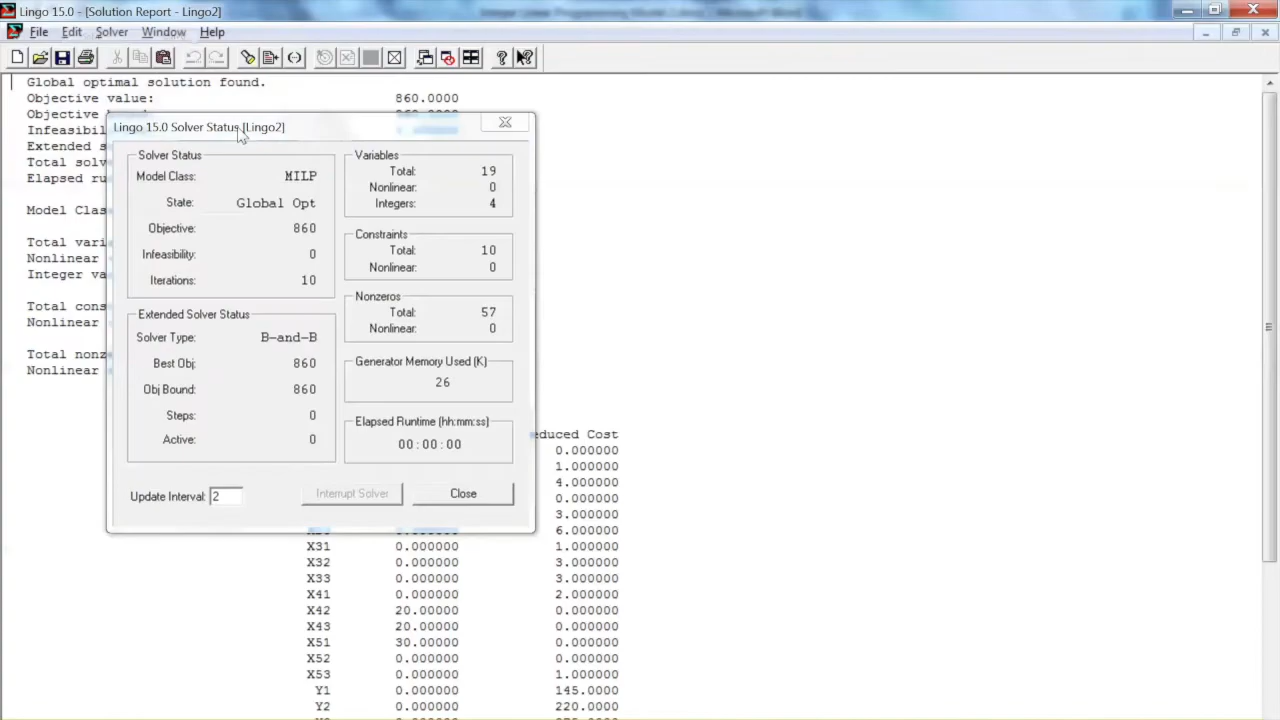 Lingo 15.0 - [Solution Report - Lingo2]
File Edit Solver Window Help
Global optimal solution found.
Objective value: 860.0000
Objective
Infeasibil
Extended s
Total solv
Elapsed ru
Model Clas
Total vari
Nonlinear
Integer va
Total cons
Nonlinear
Total nonz
Nonlinear
Lingo 15.0 Solver Status [Lingo2]
Solver Status
Model Class: MILP
State: Global Opt
Objective: 860
Infeasibility: 0
Iterations: 10
Extended Solver Status
Solver Type: B-and-B
Best Obj: 860
Obj Bound: 860
Steps: 0
Active: 0
Update Interval: 2
Variables
Total: 19
Nonlinear: 0
Integers: 4
Constraints
Total: 10
Nonlinear: 0
Nonzeros
Total: 57
Nonlinear: 0
Generator Memory Used (K)
26
Elapsed Runtime (hh:mm:ss)
00:00:00
Interrupt Solver
Close
educed Cost
0.000000
1.000000
4.000000
0.000000
3.000000
6.000000
X31 0.000000 1.000000
X32 0.000000 3.000000
X33 0.000000 3.000000
X41 0.000000 2.000000
X42 20.00000 0.000000
X43 20.00000 0.000000
X51 30.00000 0.000000
X52 0.000000 0.000000
X53 0.000000 1.000000
Y1 0.000000 145.0000
Y2 0.000000 220.0000